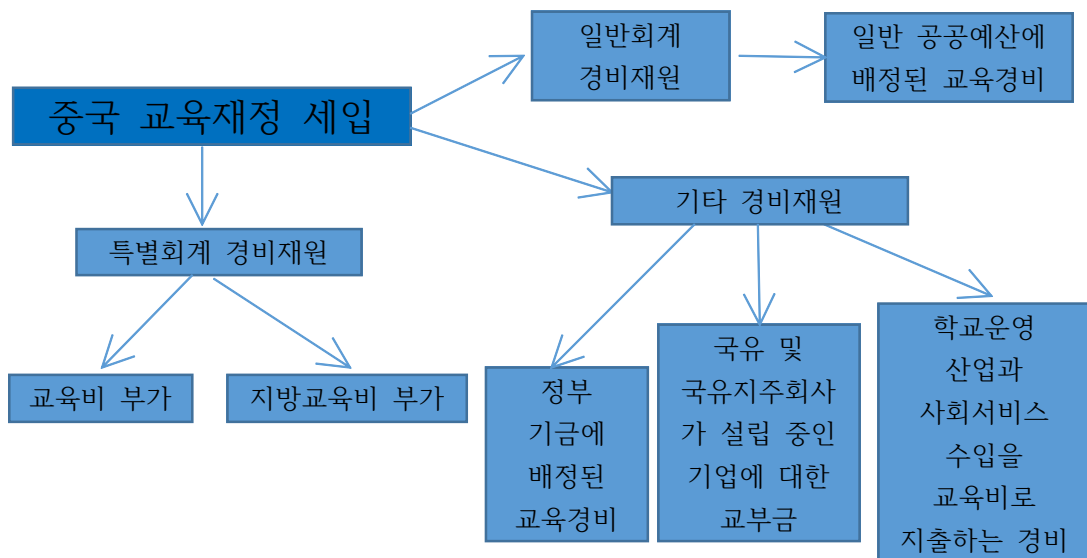 일반회계
경비재원
일반 공공예산에
배정된 교육경비
중국 교육재정 세입
기타 경비재원
특별회계 경비재원
교육비 부가
지방교육비 부가
정부
기금에
배정된
교육경비
국유 및
국유지주회사
가 설립 중인
기업에 대한
교부금
학교운영
산업과
사회서비스
수입을
교육비로
지출하는 경비